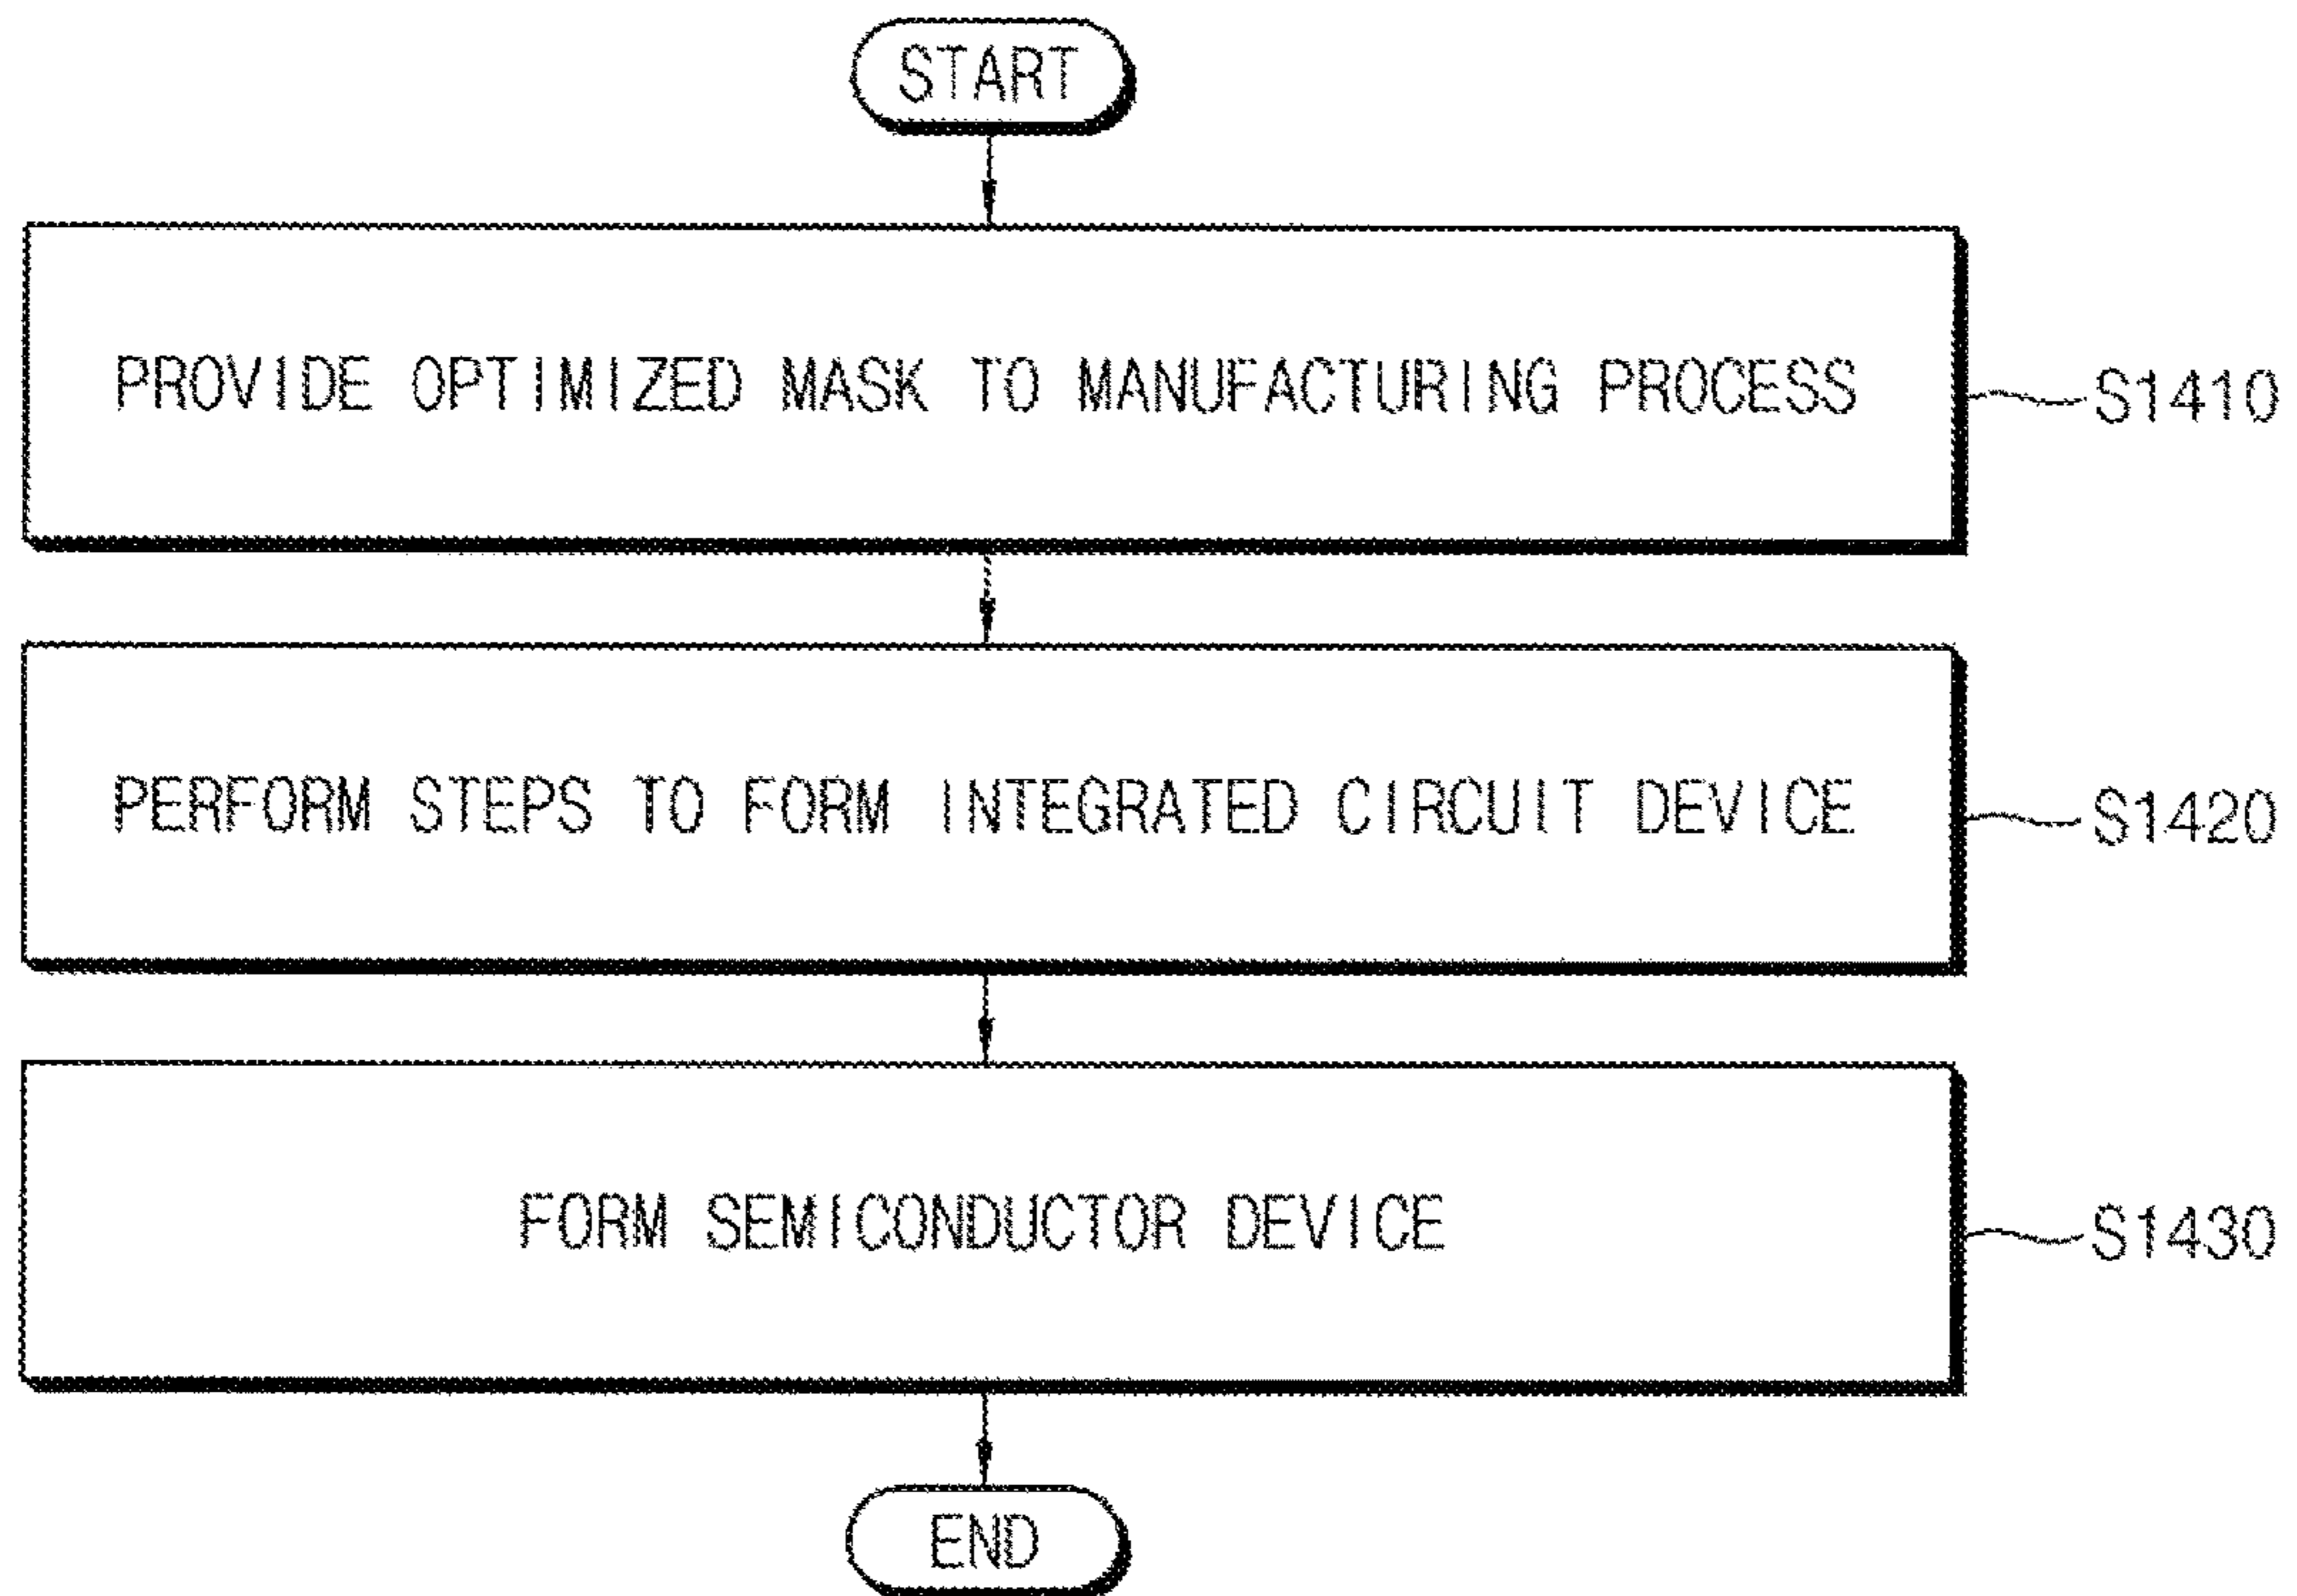 START
PROVIDE OPTIMIZED MASK TO MANUFACTURING PROCESS
S1410
PERFORM STEPS TO FORM INTEGRATED CIRCUIT DEVICE
S1420
FORM SEMICONDUCTOR DEVICE
S1430
END